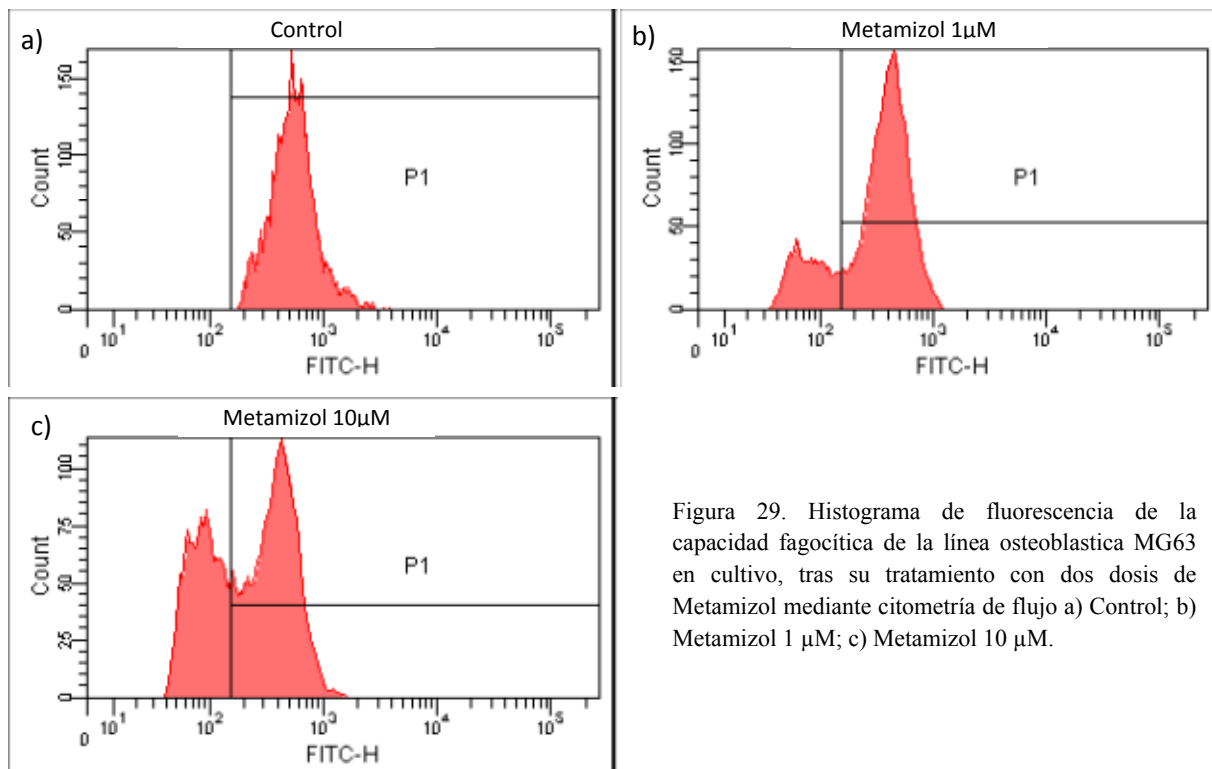 a)
Control
150
100
50
0
Count
P1
0
10¹
10²
10³
10⁴
10⁵
FITC-H
b)
Metamizol 1µM
150
100
50
0
Count
P1
0
10¹
10²
10³
10⁴
10⁵
FITC-H
c)
Metamizol 10µM
100
75
50
25
0
Count
P1
0
10¹
10²
10³
10⁴
10⁵
FITC-H
Figura 29. Histograma de fluorescencia de la
capacidad fagocítica de la línea osteoblastica MG63
en cultivo, tras su tratamiento con dos dosis de
Metamizol mediante citometría de flujo a) Control; b)
Metamizol 1 µM; c) Metamizol 10 µM.